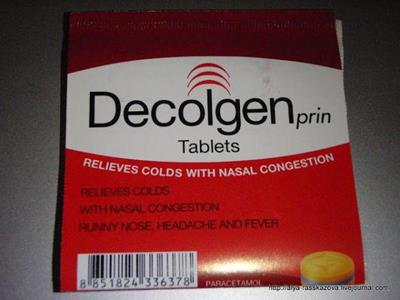 Decolgen prin
Tablets
RELIEVES COLDS WITH NASAL CONGESTION
RELIEVES COLDS
WITH NASAL CONGESTION
RUNNY NOSE, HEADACHE AND FEVER
8 851824 336378
PARACETAMOL
http://arya-rasskazova.livejournal.com/